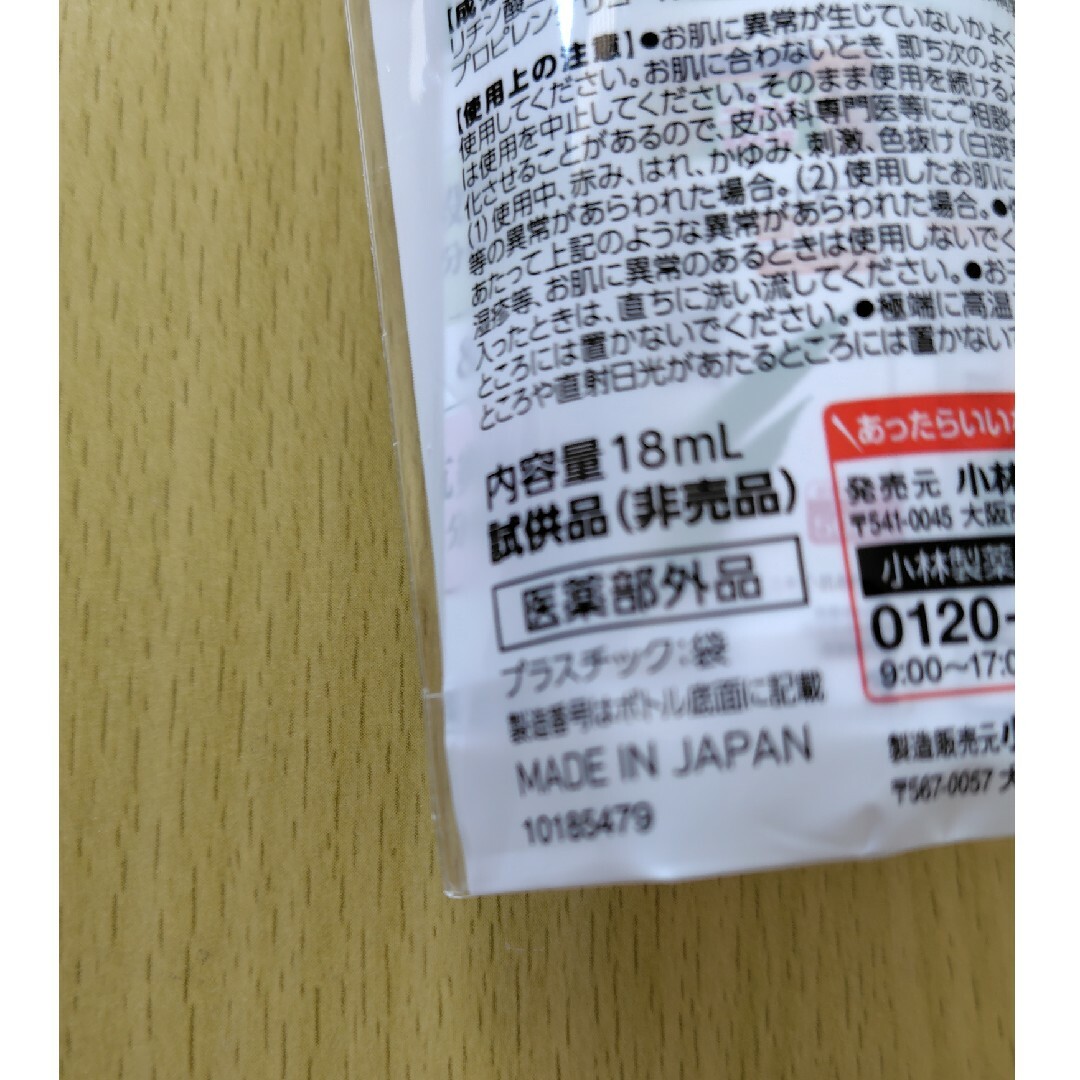 リチン酸
プロピレン
【使用上の注意】●お肌に異常が生じていないかよく
使用してください。お肌に合わないとき、即ち次のよう
は使用を中止してください。そのまま使用を続けると
化させることがあるので、皮ふ科専門医等にご相談
(1)使用中、赤み、はれ、かゆみ、刺激、色抜け(白斑
等の異常があらわれた場合。(2)使用したお肌に
あたって上記のような異常があらわれた場合。●
湿疹等、お肌に異常のあるときは使用しないでく
入ったときは、直ちに洗い流してください。●
ところには置かないでください。●極端に高温
ところや直射日光があたるところには置かない
内容量18mL
試供品(非売品)
医薬部外品
プラスチック:袋
製造番号はボトル底面に記載
MADE IN JAPAN
10185479
あったらいい
発売元 小林
〒541-0045 大阪
小林製薬
0120-
9:00〜17:0
製造販売元
〒567-0057